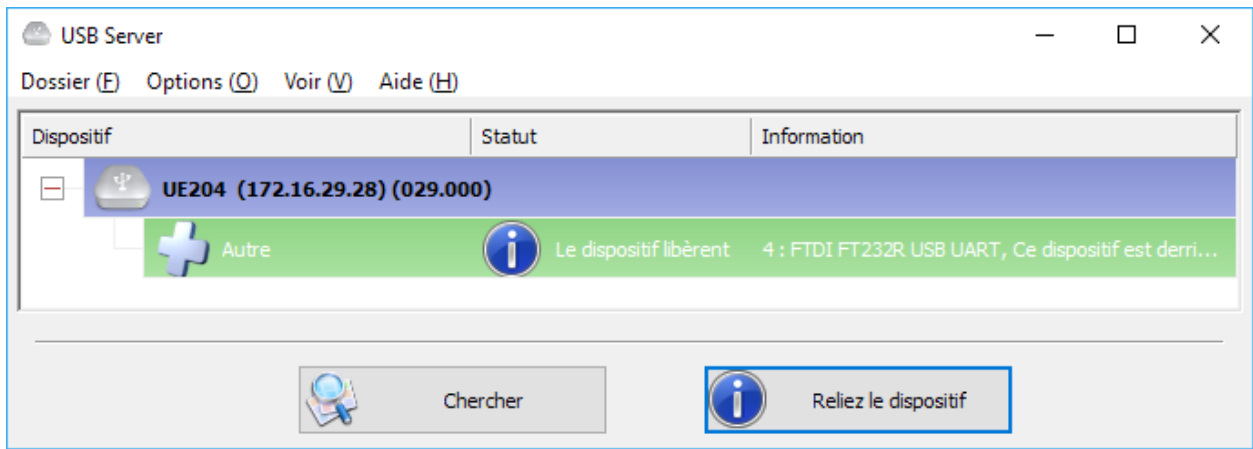 USB Server
Dossier (F) Options (O) Voir (V) Aide (H)
Dispositif Statut Information
UE204 (172.16.29.28) (029.000)
Autre Le dispositif libèrent 4 : FTDI FT232R USB UART, Ce dispositif est derri...
Chercher Reliez le dispositif